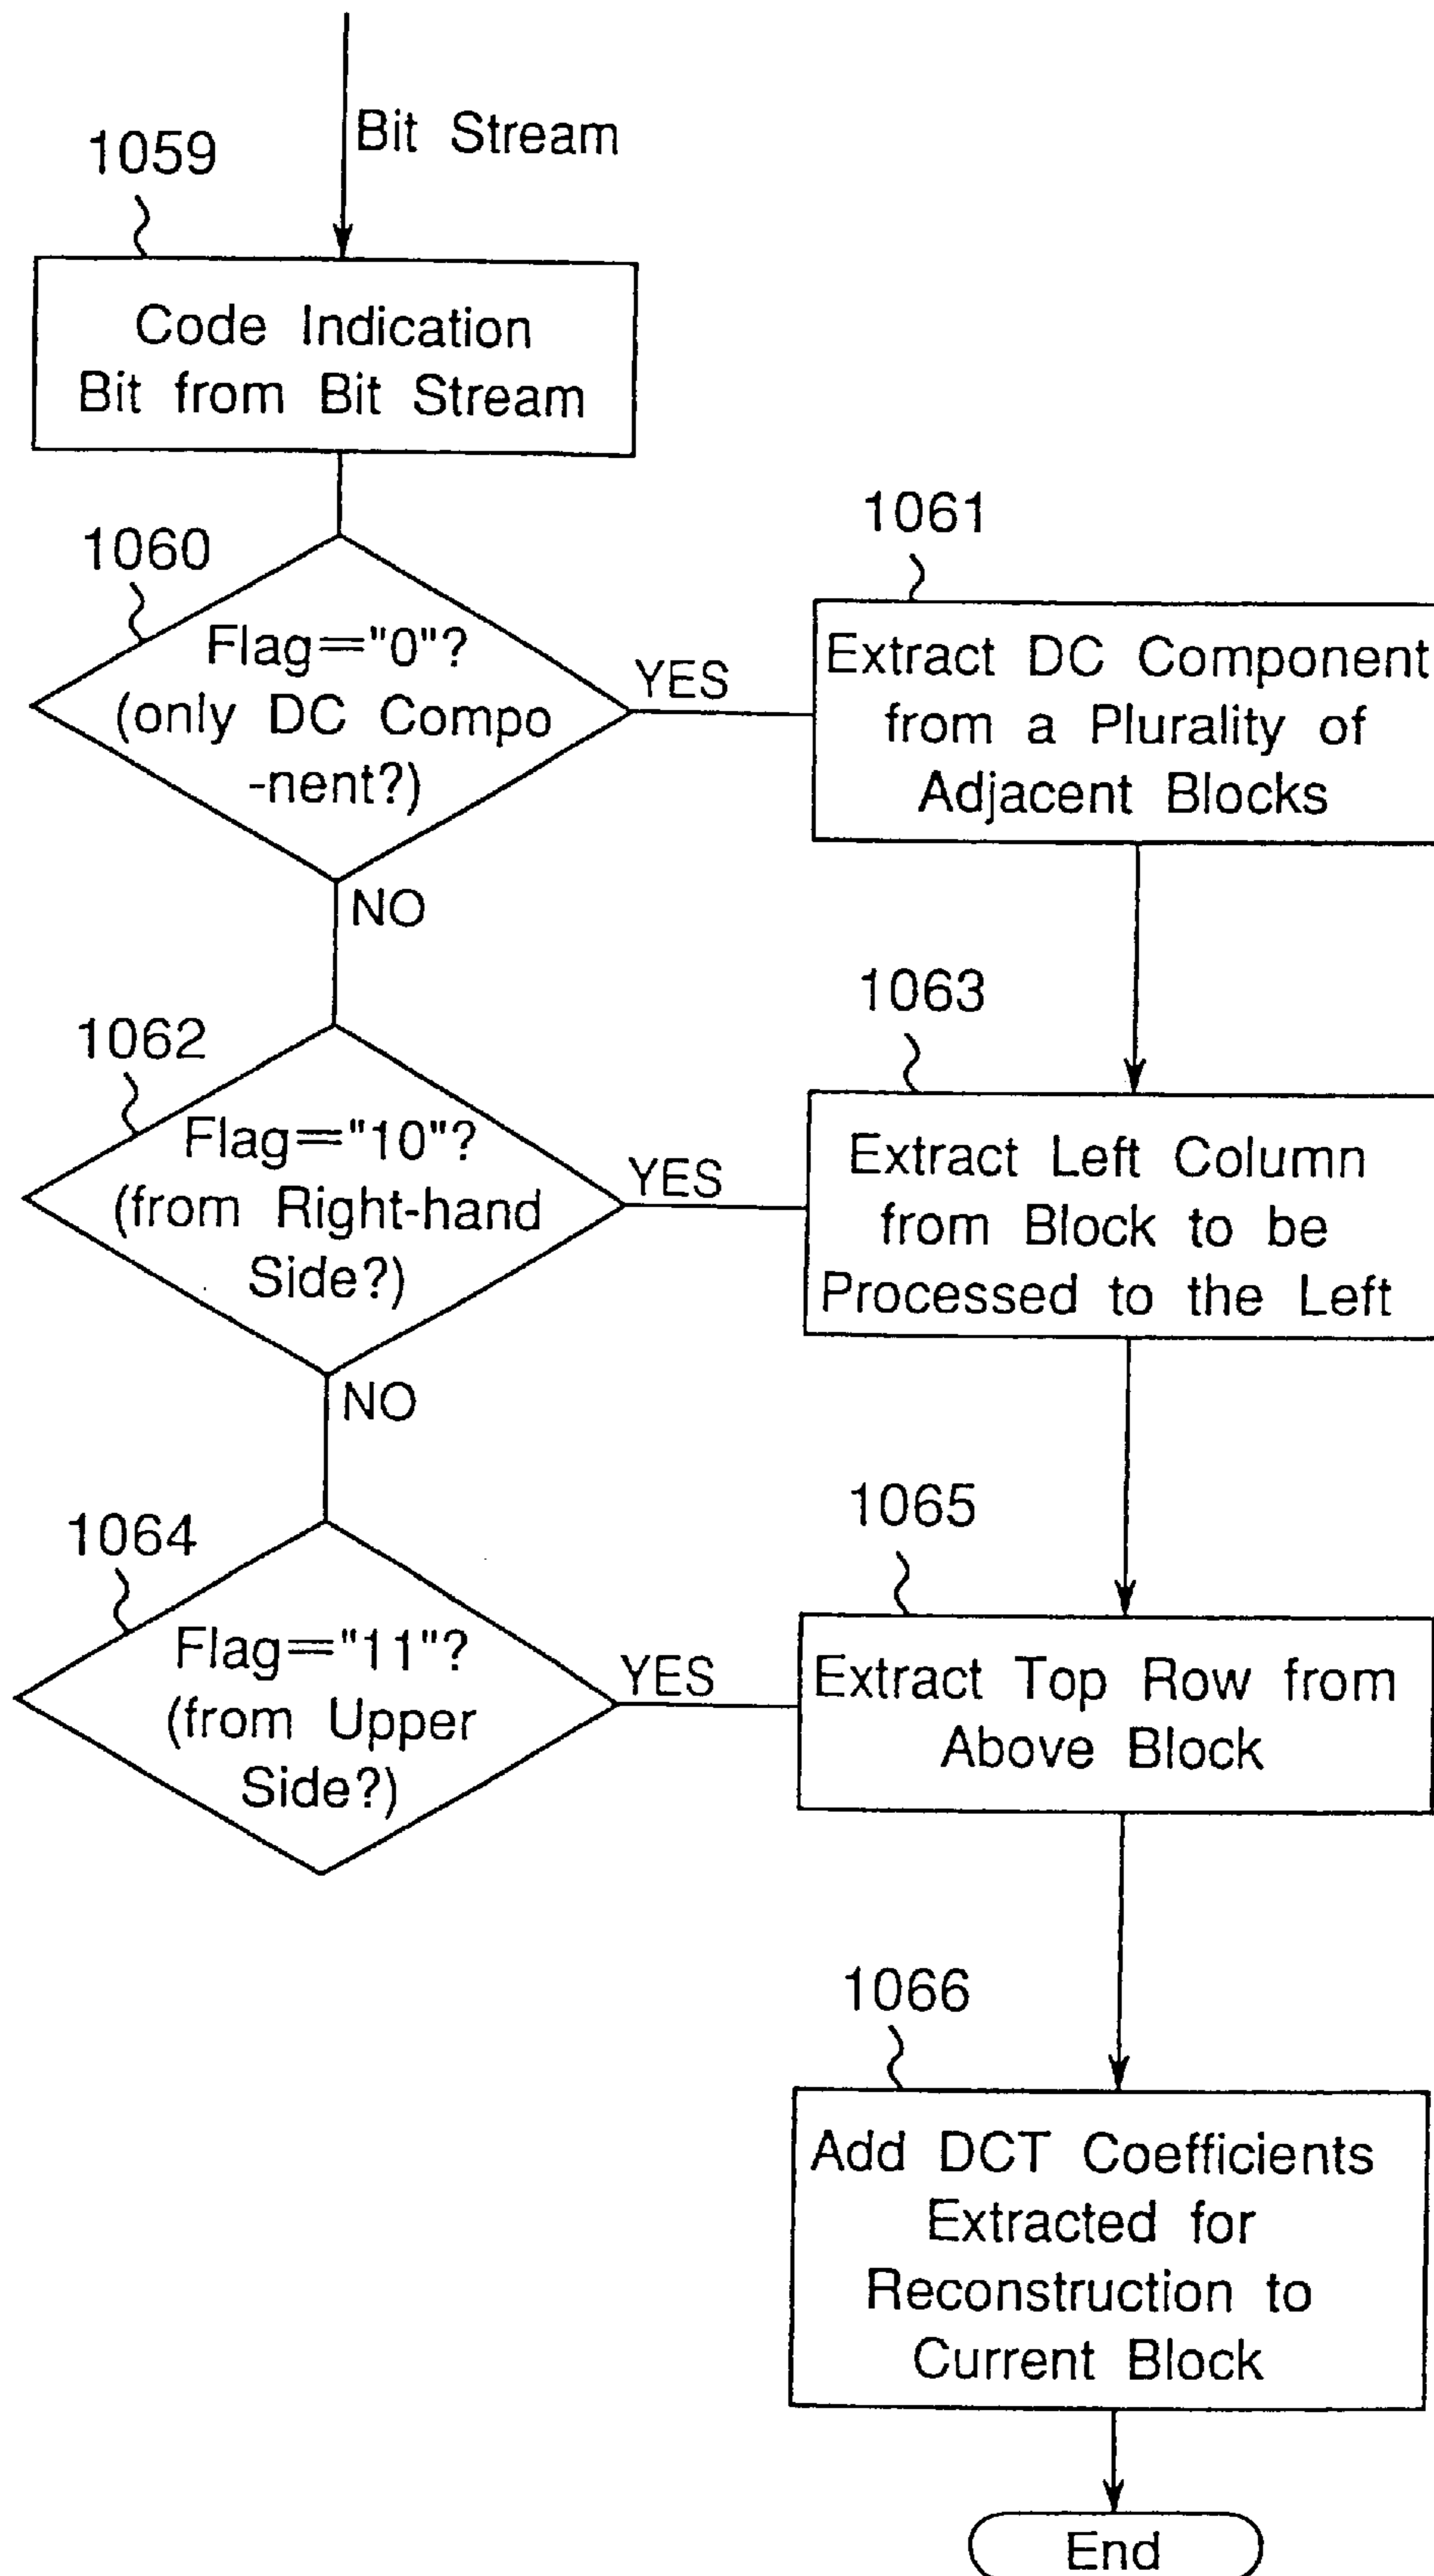 Bit Stream
1059
Code Indication
Bit from Bit Stream
1060
Flag="0"?
(only DC Compo
-nent?)
YES
NO
1061
Extract DC Component
from a Plurality of
Adjacent Blocks
1062
Flag="10"?
(from Right-hand
Side?)
YES
NO
1063
Extract Left Column
from Block to be
Processed to the Left
1064
Flag="11"?
(from Upper
Side?)
YES
1065
Extract Top Row from
Above Block
1066
Add DCT Coefficients
Extracted for
Reconstruction to
Current Block
End